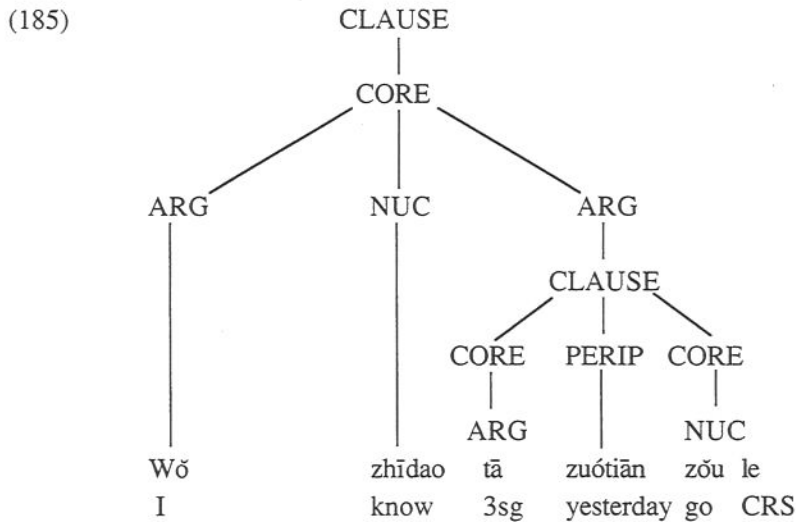 (185) CLAUSE
CORE
ARG NUC ARG
CLAUSE
CORE PERIP CORE
ARG NUC
Wǒ zhīdao tā zuótiān zǒu le
I know 3sg yesterday go CRS